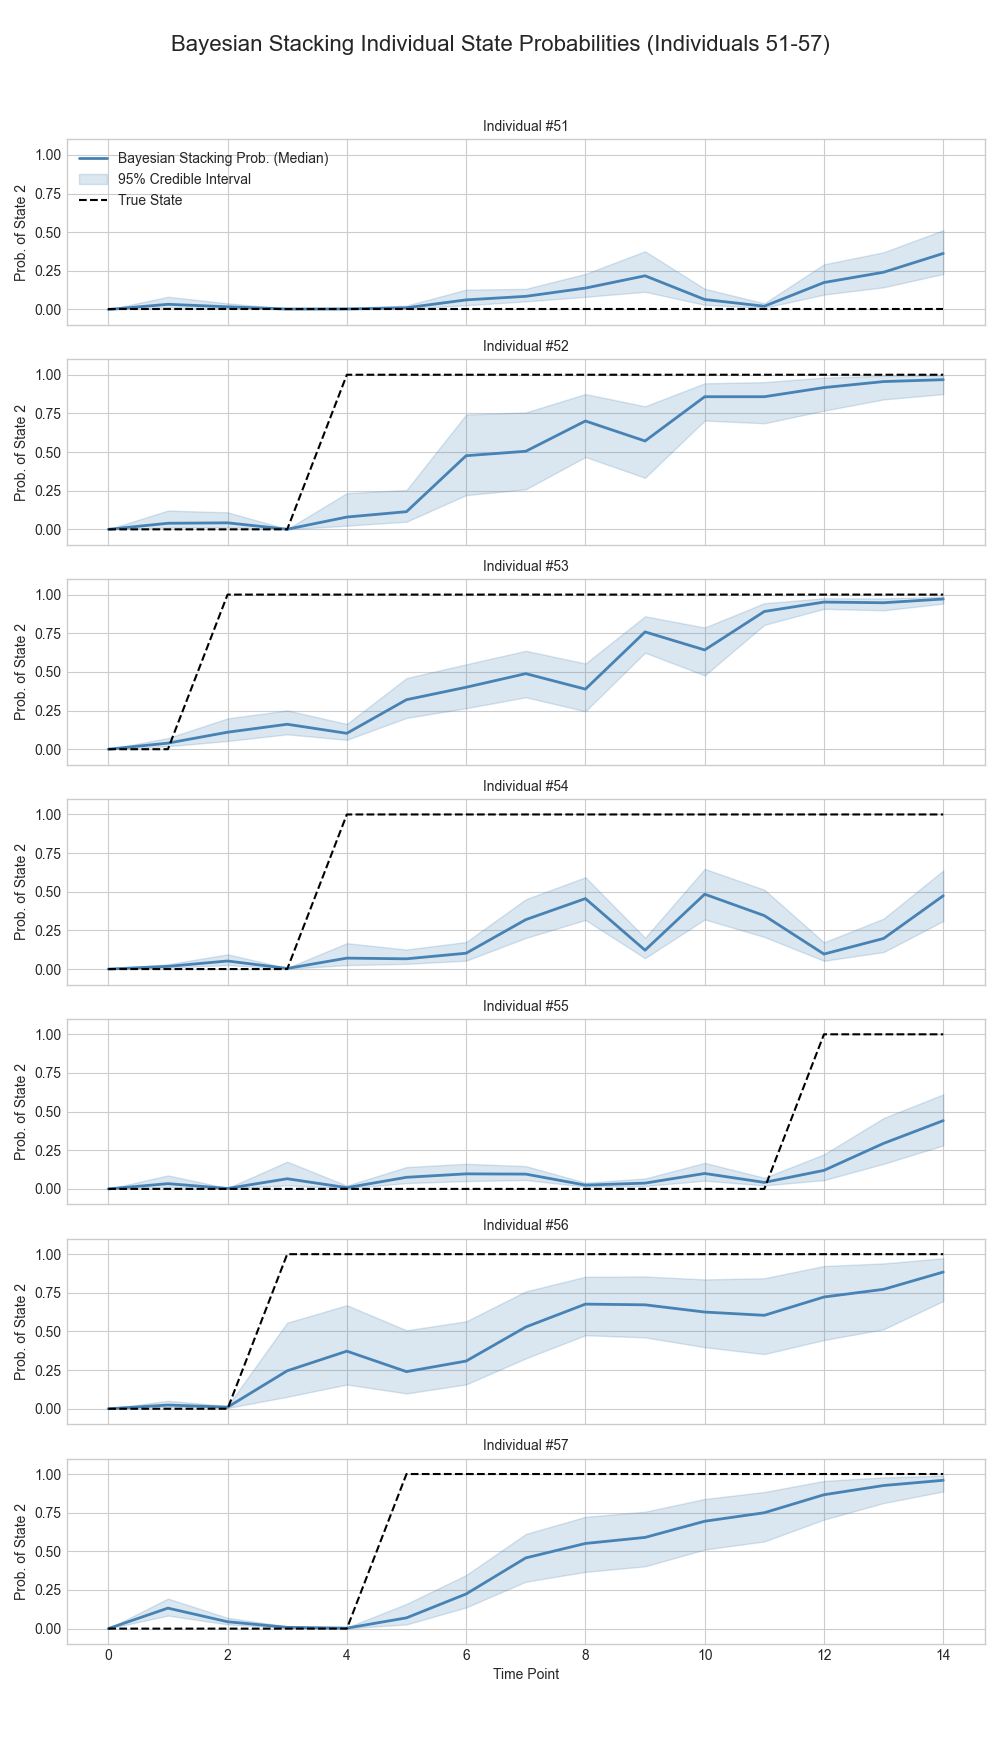 Bayesian Stacking Individual State Probabilities (Individuals 51-57)
Individual #51
1.00
0.75
0.50
0.25
0.00
Prob. of State 2
Bayesian Stacking Prob. (Median)
95% Credible Interval
True State
Individual #52
1.00
0.75
0.50
0.25
0.00
Prob. of State 2
Individual #53
1.00
0.75
0.50
0.25
0.00
Prob. of State 2
Individual #54
1.00
0.75
0.50
0.25
0.00
Prob. of State 2
Individual #55
1.00
0.75
0.50
0.25
0.00
Prob. of State 2
Individual #56
1.00
0.75
0.50
0.25
0.00
Prob. of State 2
Individual #57
1.00
0.75
0.50
0.25
0.00
Prob. of State 2
0 2 4 6 8 10 12 14
Time Point